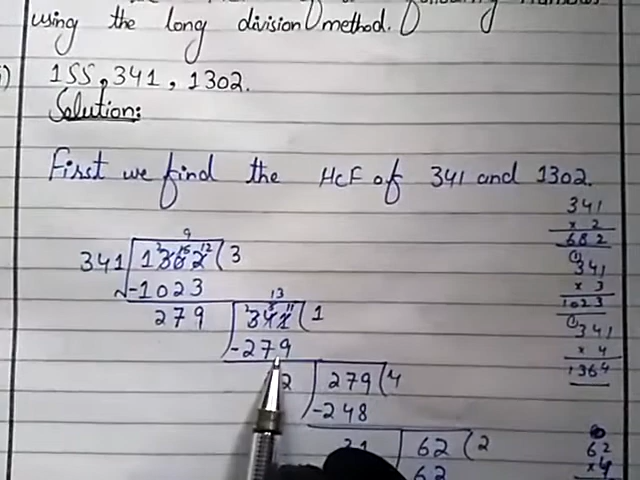 using the long division method.
i) 155, 341, 1302.
Solution:
First we find the HCF of 341 and 1302.
341
× 2
682
341
× 3
1023
341
× 4
1364
341 1302 3
-1023
279 341 1
-279
2 279 4
-248
31 62 2
62
62
×4